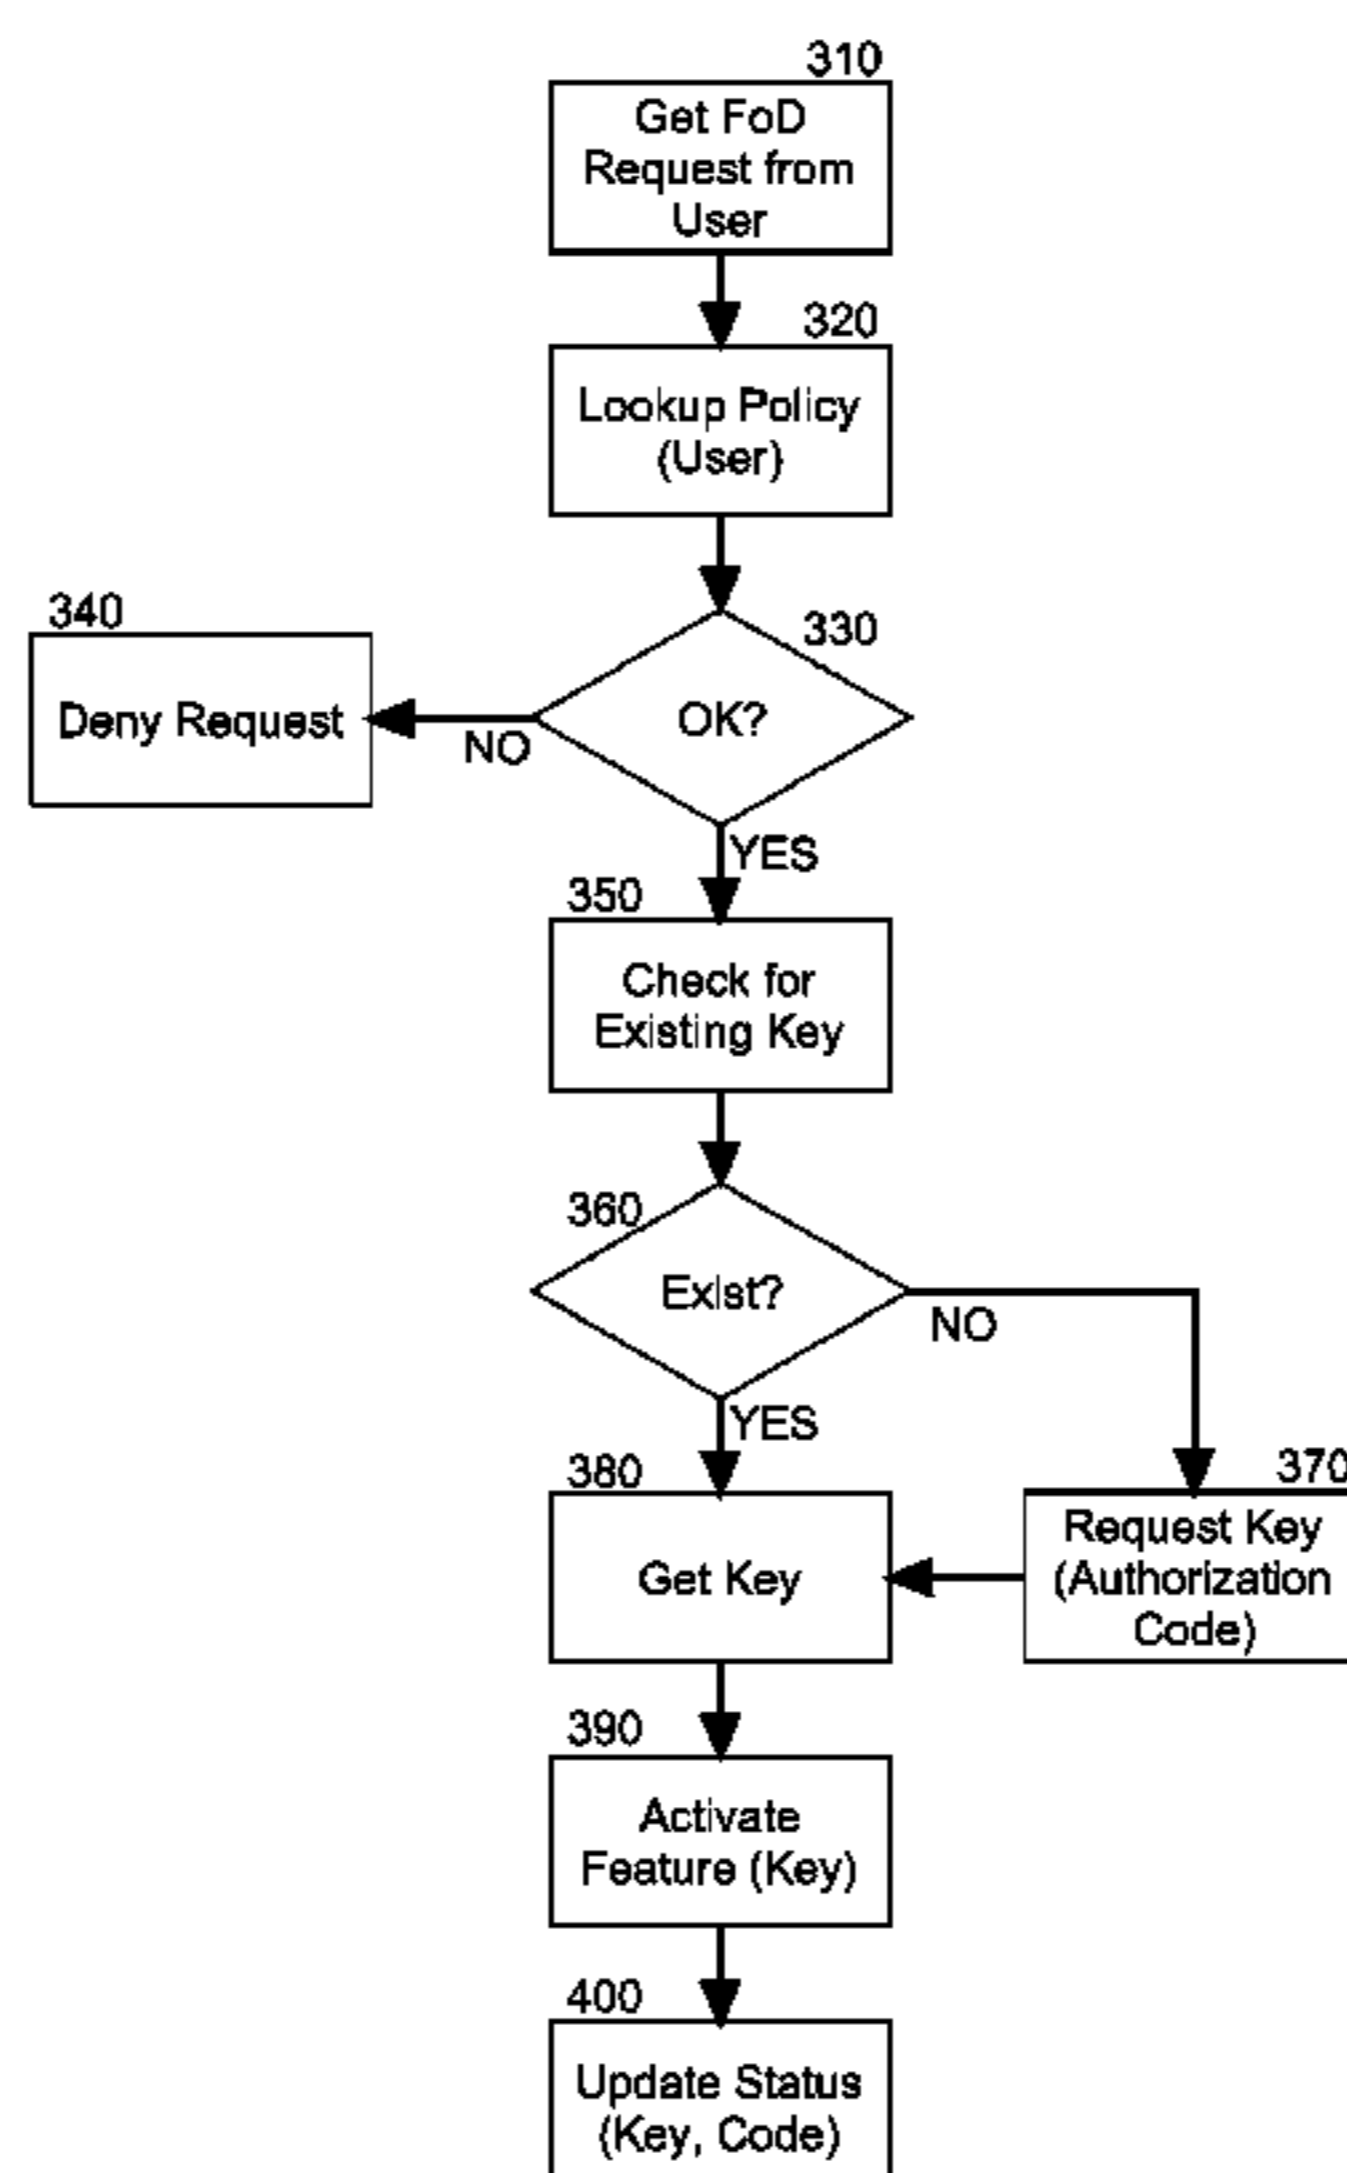 310
Get FoD
Request from
User
320
Lookup Policy
(User)
330
OK?
340
Deny Request
NO
YES
350
Check for
Existing Key
360
Exist?
NO
YES
370
Request Key
(Authorization
Code)
380
Get Key
390
Activate
Feature (Key)
400
Update Status
(Key, Code)